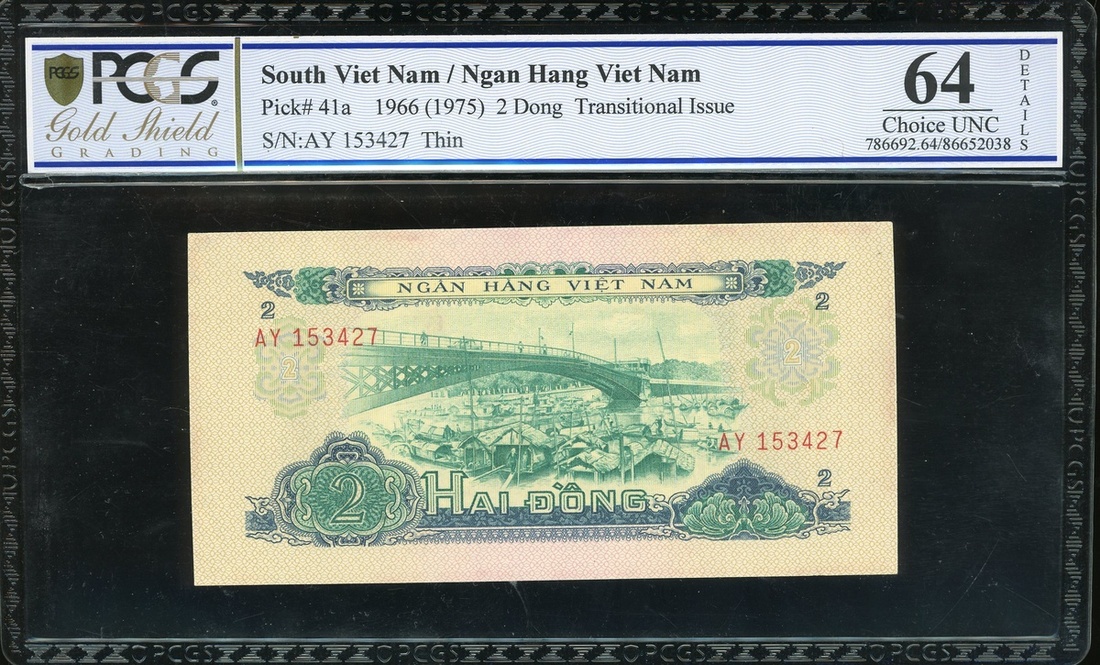 PCGS
PCGS
Gold Shield
GRADING
South Viet Nam / Ngan Hang Viet Nam
Pick# 41a 1966 (1975) 2 Dong Transitional Issue
S/N:AY 153427 Thin
64
Choice UNC
786692.64/86652038
DETAILS
NGÂN HÀNG VIỆT NAM
2
2
AY 153427
2
2
AY 153427
2
2
HAI ĐỒNG